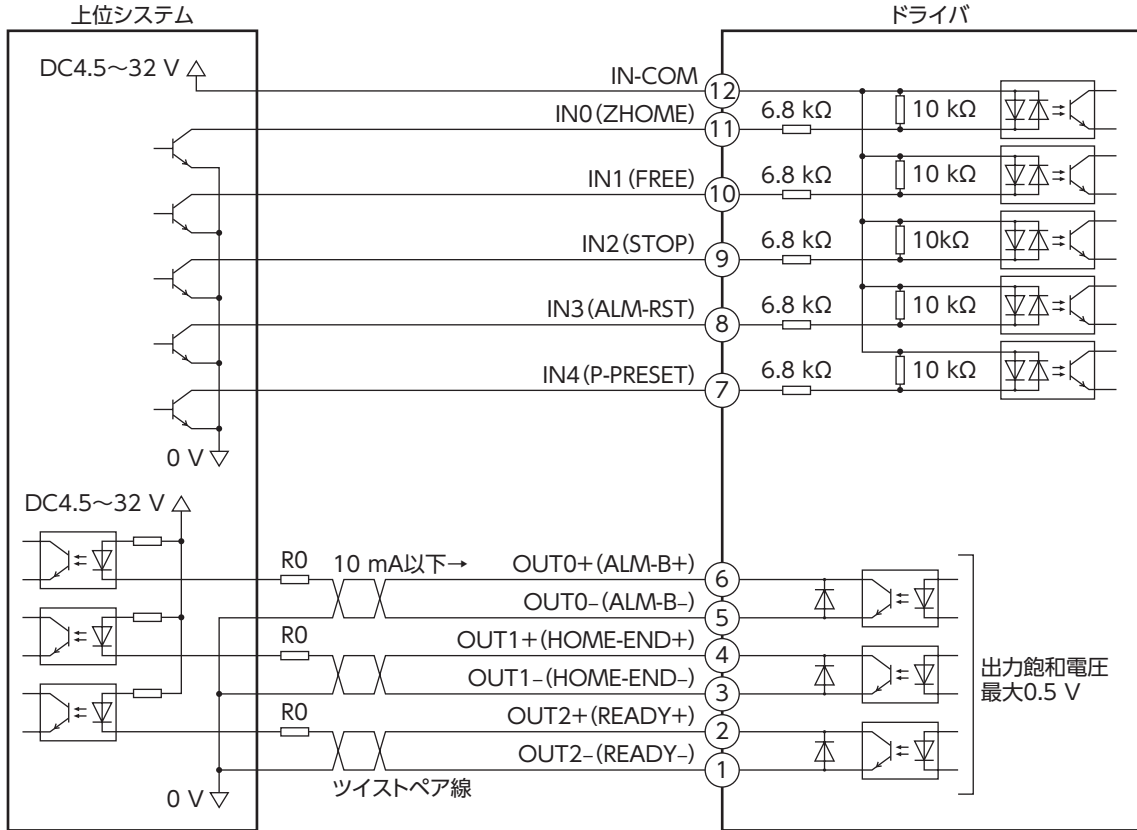 上位システム
ドライバ
DC4.5～32 V
IN-COM
12
IN0(ZHOME)
11
6.8 kΩ
10 kΩ
IN1(FREE)
10
6.8 kΩ
10 kΩ
IN2(STOP)
9
6.8 kΩ
10kΩ
IN3(ALM-RST)
8
6.8 kΩ
10 kΩ
IN4(P-PRESET)
7
6.8 kΩ
10 kΩ
0 V
DC4.5～32 V
R0
10 mA以下→
OUT0+(ALM-B+)
6
OUT0–(ALM-B–)
5
R0
OUT1+(HOME-END+)
4
OUT1–(HOME-END–)
3
出力飽和電圧
最大0.5 V
R0
OUT2+(READY+)
2
OUT2–(READY–)
1
ツイストペア線
0 V